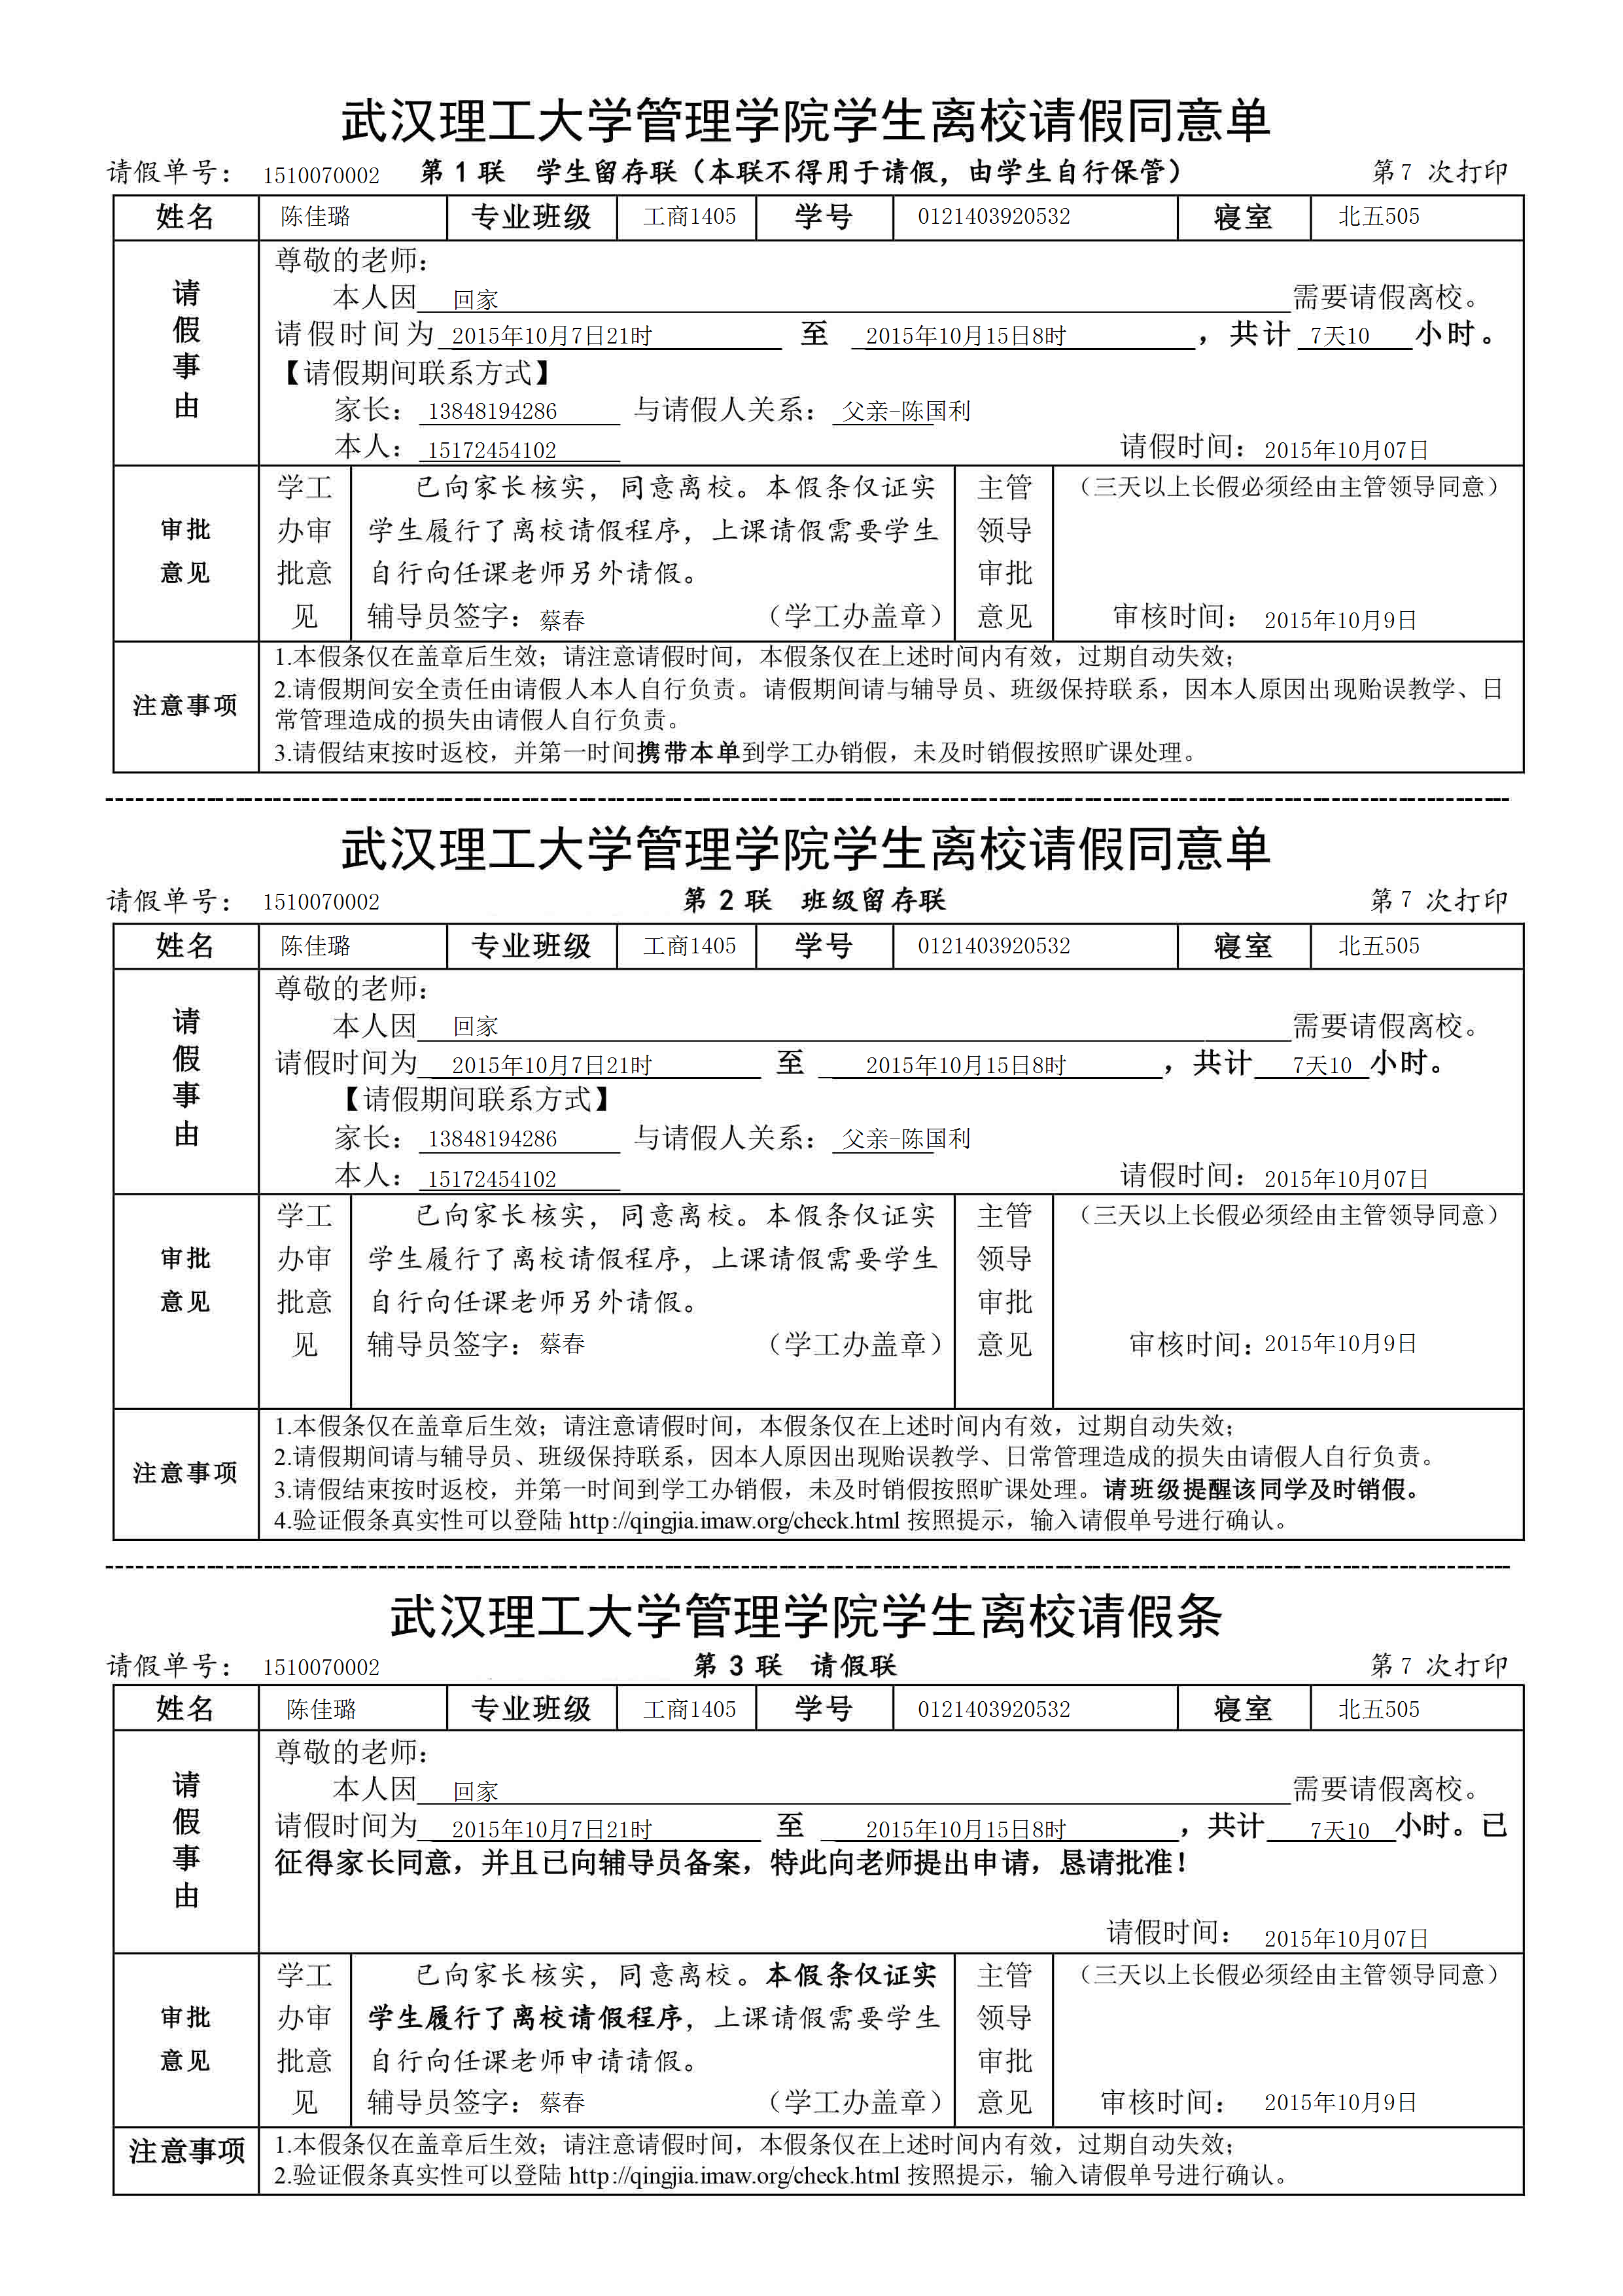 武汉理工大学管理学院学生离校请假同意单
请假单号： 1510070002 第 1 联 学生留存联（本联不得用于请假，由学生自行保管） 第 7 次打印
姓名 陈佳璐 专业班级 工商1405 学号 0121403920532 寝室 北五505
请假事由
尊敬的老师：
本人因 回家 需要请假离校。
请假时间为 2015年10月7日21时 至 2015年10月15日8时 ，共计 7天10 小时。
【请假期间联系方式】
家长： 13848194286 与请假人关系： 父亲-陈国利
本人： 15172454102 请假时间： 2015年10月07日
审批意见
学工办审批意见
已向家长核实，同意离校。本假条仅证实
学生履行了离校请假程序，上课请假需要学生
自行向任课老师另外请假。
辅导员签字： 蔡春 （学工办盖章）
主管领导审批意见
（三天以上长假必须经由主管领导同意）
审核时间： 2015年10月9日
注意事项
1.本假条仅在盖章后生效；请注意请假时间，本假条仅在上述时间内有效，过期自动失效；
2.请假期间安全责任由请假人本人自行负责。请假期间请与辅导员、班级保持联系，因本人原因出现贻误教学、日
常管理造成的损失由请假人自行负责。
3.请假结束按时返校，并第一时间携带本单到学工办销假，未及时销假按照旷课处理。
武汉理工大学管理学院学生离校请假同意单
请假单号： 1510070002 第 2 联 班级留存联 第 7 次打印
姓名 陈佳璐 专业班级 工商1405 学号 0121403920532 寝室 北五505
请假事由
尊敬的老师：
本人因 回家 需要请假离校。
请假时间为 2015年10月7日21时 至 2015年10月15日8时 ，共计 7天10 小时。
【请假期间联系方式】
家长： 13848194286 与请假人关系： 父亲-陈国利
本人： 15172454102 请假时间： 2015年10月07日
审批意见
学工办审批意见
已向家长核实，同意离校。本假条仅证实
学生履行了离校请假程序，上课请假需要学生
自行向任课老师另外请假。
辅导员签字： 蔡春 （学工办盖章）
主管领导审批意见
（三天以上长假必须经由主管领导同意）
审核时间： 2015年10月9日
注意事项
1.本假条仅在盖章后生效；请注意请假时间，本假条仅在上述时间内有效，过期自动失效；
2.请假期间请与辅导员、班级保持联系，因本人原因出现贻误教学、日常管理造成的损失由请假人自行负责。
3.请假结束按时返校，并第一时间到学工办销假，未及时销假按照旷课处理。请班级提醒该同学及时销假。
4.验证假条真实性可以登陆 http://qingjia.imaw.org/check.html 按照提示，输入请假单号进行确认。
武汉理工大学管理学院学生离校请假条
请假单号： 1510070002 第 3 联 请假联 第 7 次打印
姓名 陈佳璐 专业班级 工商1405 学号 0121403920532 寝室 北五505
请假事由
尊敬的老师：
本人因 回家 需要请假离校。
请假时间为 2015年10月7日21时 至 2015年10月15日8时 ，共计 7天10 小时。已
征得家长同意，并且已向辅导员备案，特此向老师提出申请，恳请批准！
请假时间： 2015年10月07日
审批意见
学工办审批意见
已向家长核实，同意离校。本假条仅证实
学生履行了离校请假程序，上课请假需要学生
自行向任课老师申请请假。
辅导员签字： 蔡春 （学工办盖章）
主管领导审批意见
（三天以上长假必须经由主管领导同意）
审核时间： 2015年10月9日
注意事项
1.本假条仅在盖章后生效；请注意请假时间，本假条仅在上述时间内有效，过期自动失效；
2.验证假条真实性可以登陆 http://qingjia.imaw.org/check.html 按照提示，输入请假单号进行确认。